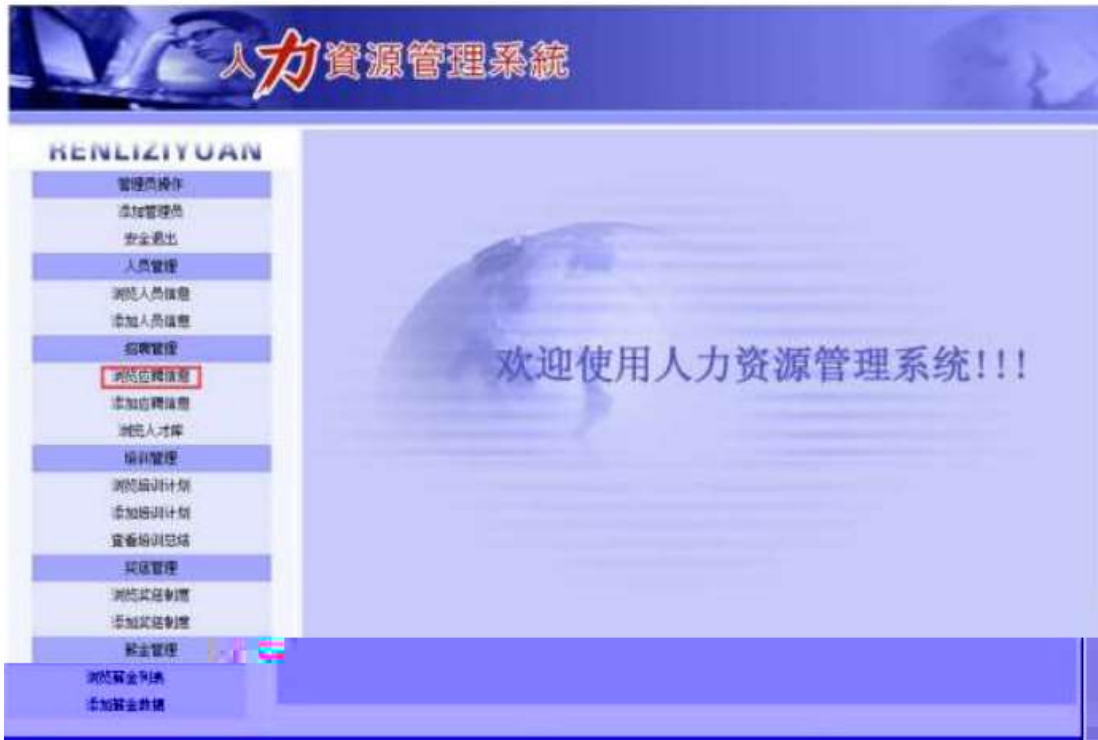 人力資源管理系統
RENLIZIYUAN
管理员操作
添加管理员
安全退出
人员管理
浏览人员信息
添加人员信息
招聘管理
浏览应聘信息
添加应聘信息
浏览人才库
培训管理
浏览培训计划
添加培训计划
查看培训总结
奖惩管理
浏览奖惩制度
添加奖惩制度
薪金管理
浏览薪金列表
添加薪金数据
欢迎使用人力资源管理系统!!!